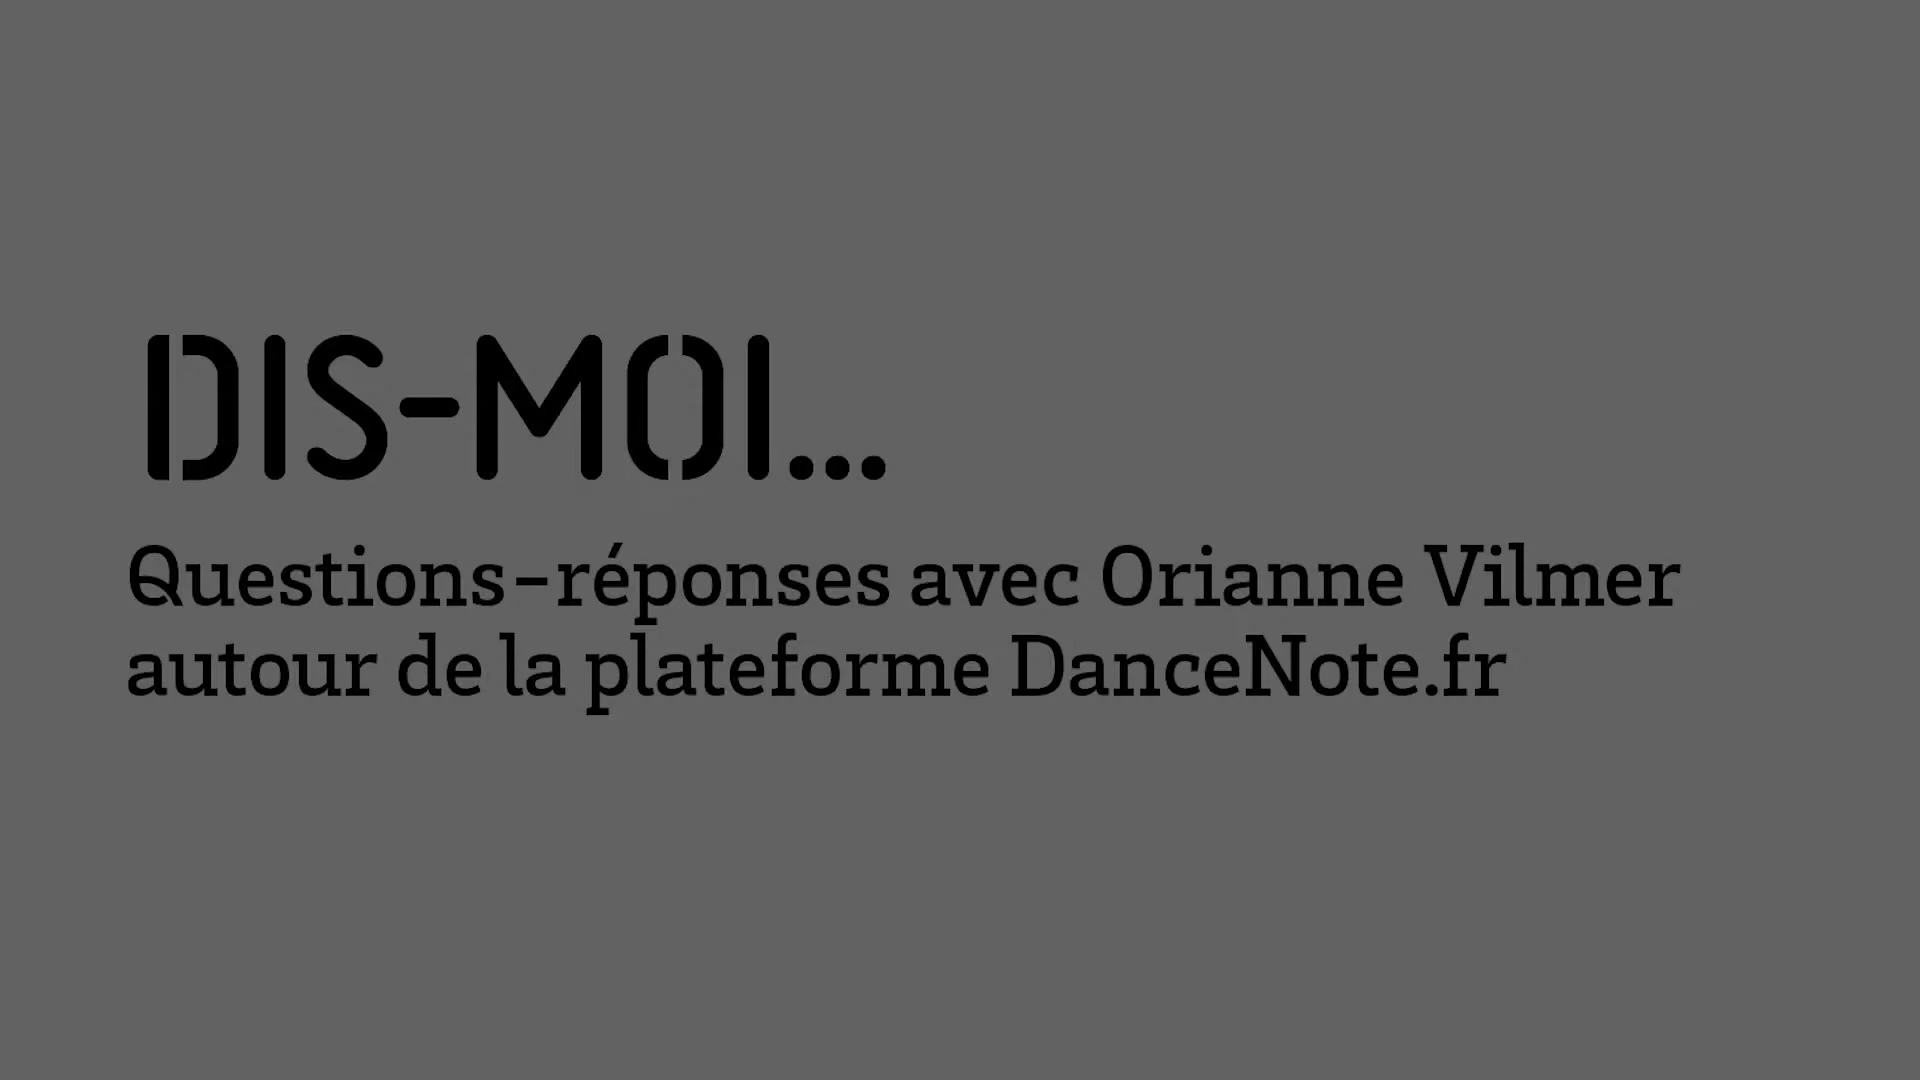 DIS-MOI...
Questions-réponses avec Orianne Vilmer
autour de la plateforme DanceNote.fr